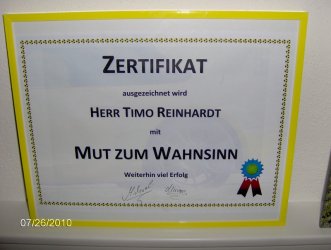 ZERTIFIKAT
ausgezeichnet wird
HERR TIMO REINHARDT
mit
MUT ZUM WAHNSINN
Weiterhin viel Erfolg
07/26/2010